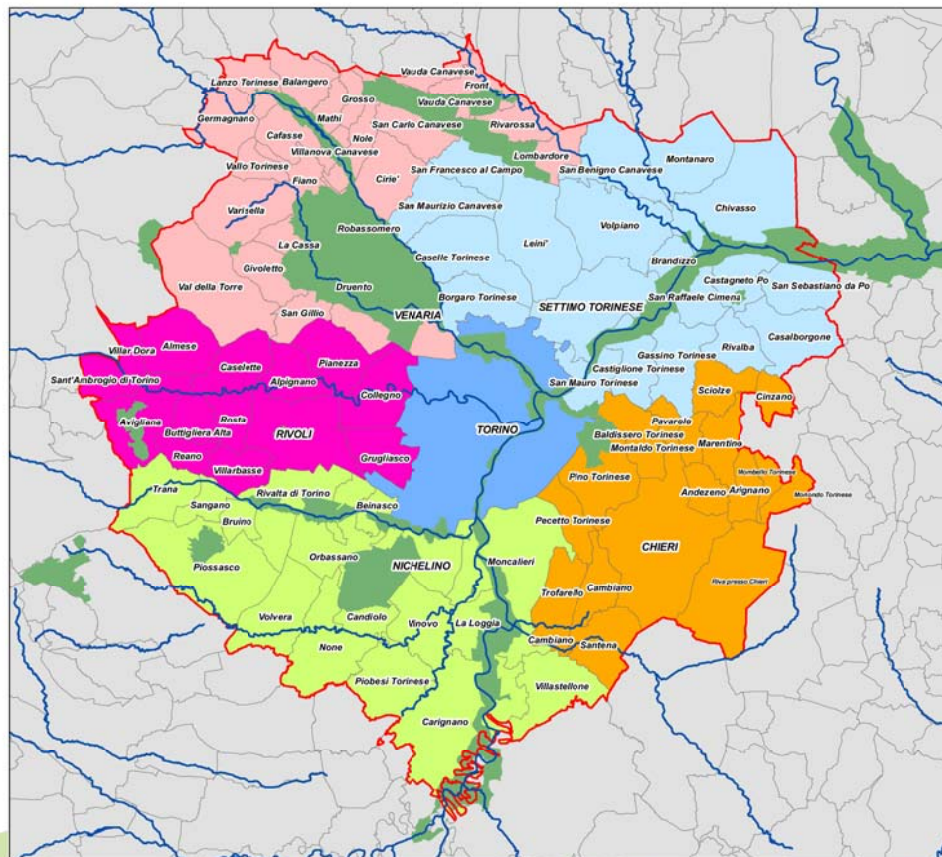 Vauda Canavese
Lanzo Torinese
Balangero
Front
Grosso
Vauda Canavese
Germagnano
Mathi
San Carlo Canavese
Rivarossa
Cafasse
Nole
Villanova Canavese
Lombardore
Montanaro
Vallo Torinese
Fiano
Cirie'
San Francesco al Campo
San Benigno Canavese
Varisella
San Maurizio Canavese
Chivasso
Robassomero
Volpiano
La Cassa
Leini'
Caselle Torinese
Brandizzo
Givoletto
Castagneto Po
San Sebastiano da Po
Val della Torre
Druento
Borgaro Torinese
San Raffaele Cimena
SETTIMO TORINESE
San Gillio
VENARIA
Casalborgone
Villar Dora
Almese
Rivalba
Gassino Torinese
Pianezza
Caselette
Castiglione Torinese
Sant'Ambrogio di Torino
Alpignano
San Mauro Torinese
Sciolze
Collegno
Cinzano
Avigliana
Rosta
Pavarolo
Buttigliera Alta
RIVOLI
TORINO
Baldissero Torinese
Marentino
Montaldo Torinese
Reano
Grugliasco
Villarbasse
Pino Torinese
Mombello Torinese
Trana
Rivalta di Torino
Andezeno
Arignano
Moriondo Torinese
Sangano
Beinasco
Bruino
Pecetto Torinese
Orbassano
CHIERI
Piossasco
NICHELINO
Moncalieri
Riva presso Chieri
Trofarello
Cambiano
Volvera
Candiolo
Vinovo
La Loggia
Cambiano
Santena
None
Piobesi Torinese
Villastellone
Carignano